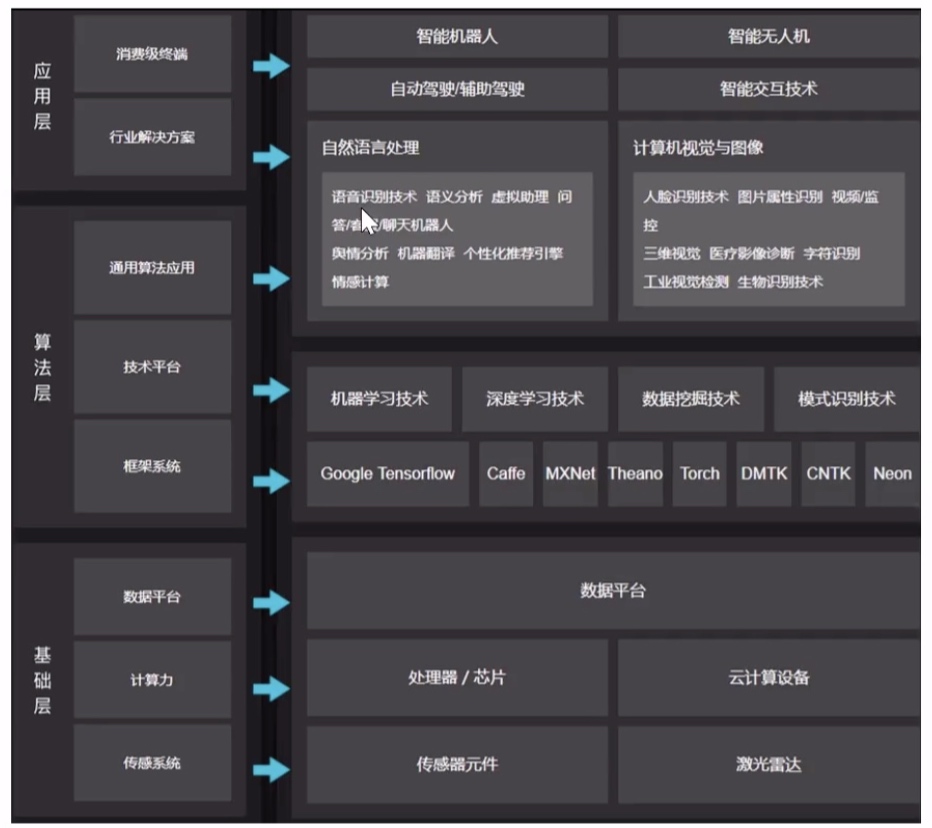 应用层
消费级终端
行业解决方案
智能机器人
智能无人机
自动驾驶/辅助驾驶
智能交互技术
自然语言处理
语音识别技术 语义分析 虚拟助理 问
答/ /聊天机器人
舆情分析 机器翻译 个性化推荐引擎
情感计算
计算机视觉与图像
人脸识别技术 图片属性识别 视频/监
控
三维视觉 医疗影像诊断 字符识别
工业视觉检测 生物识别技术
算法层
通用算法应用
技术平台
框架系统
机器学习技术
深度学习技术
数据挖掘技术
模式识别技术
Google Tensorflow
Caffe
MXNet
Theano
Torch
DMTK
CNTK
Neon
基础层
数据平台
计算力
传感系统
数据平台
处理器 / 芯片
云计算设备
传感器元件
激光雷达